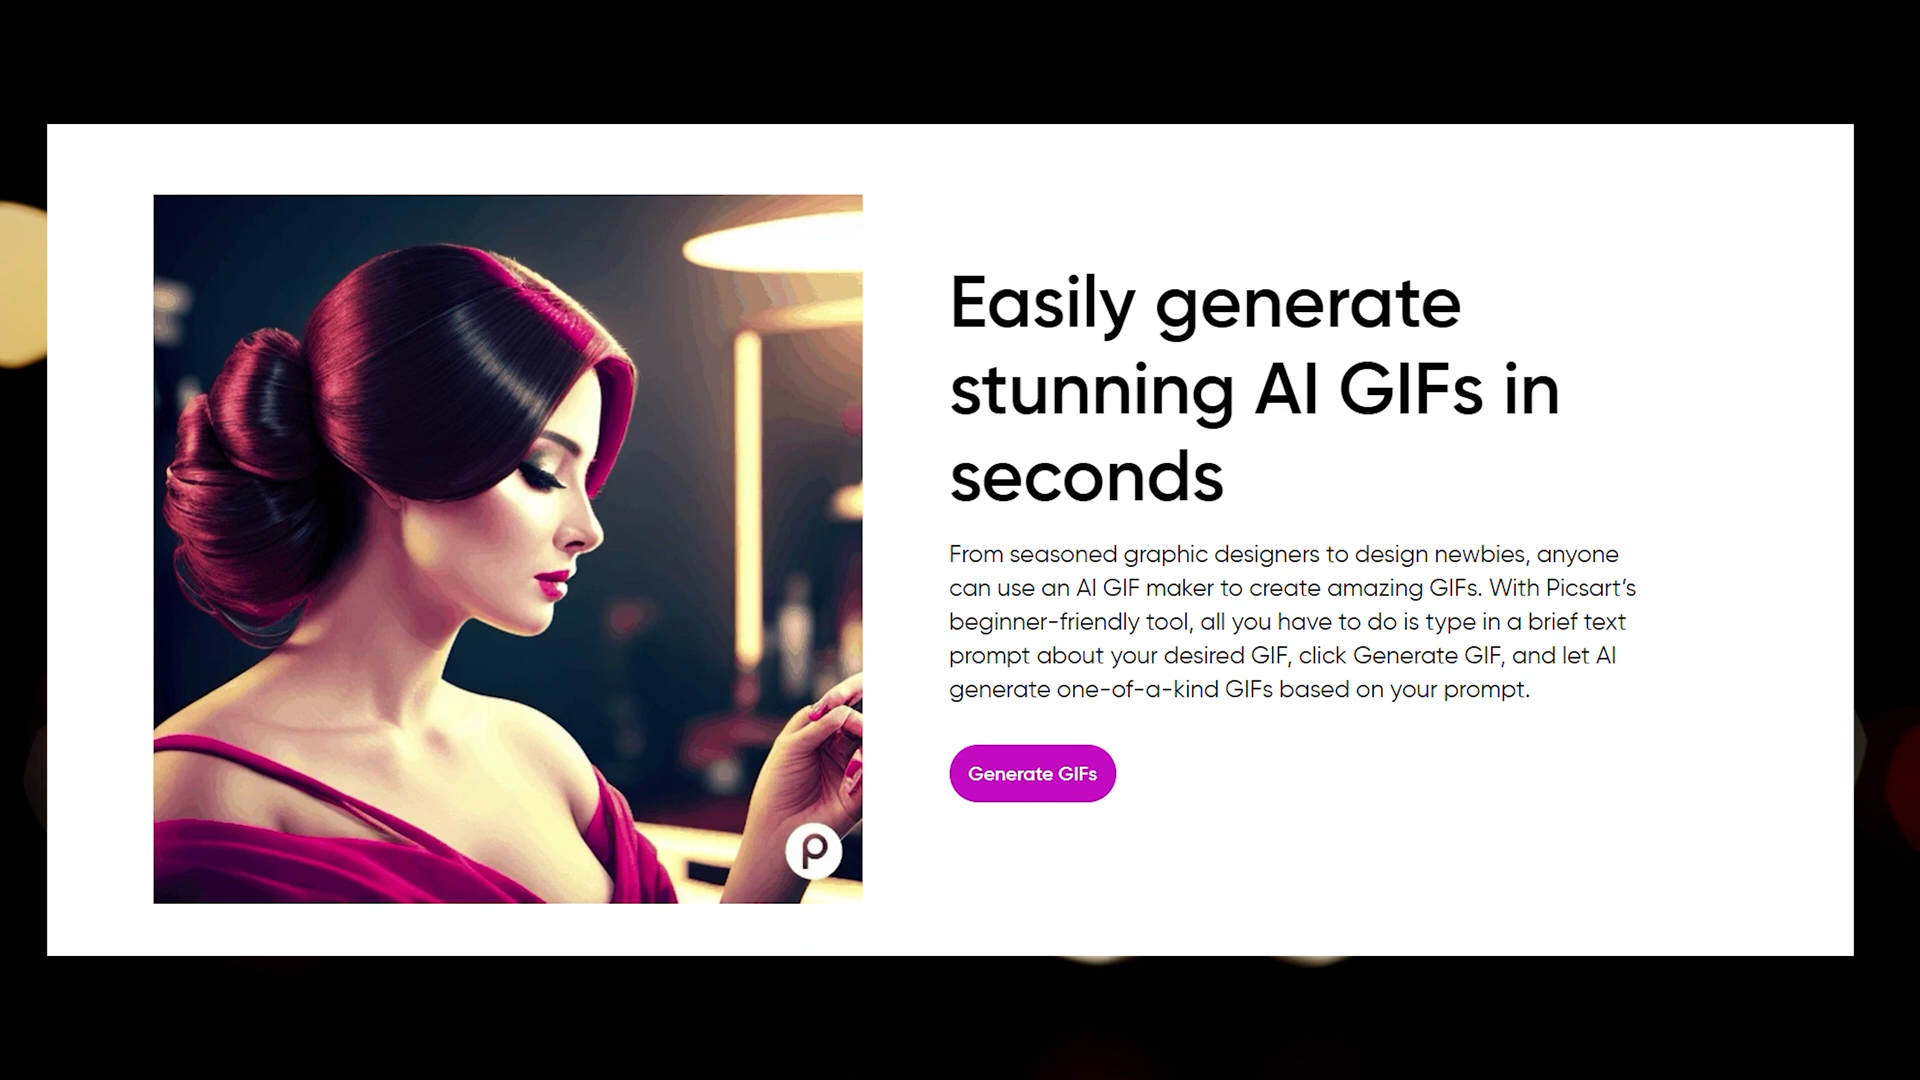 Easily generate
stunning AI GIFs in
seconds
From seasoned graphic designers to design newbies, anyone
can use an AI GIF maker to create amazing GIFs. With Picsart’s
beginner-friendly tool, all you have to do is type in a brief text
prompt about your desired GIF, click Generate GIF, and let AI
generate one-of-a-kind GIFs based on your prompt.
Generate GIFs